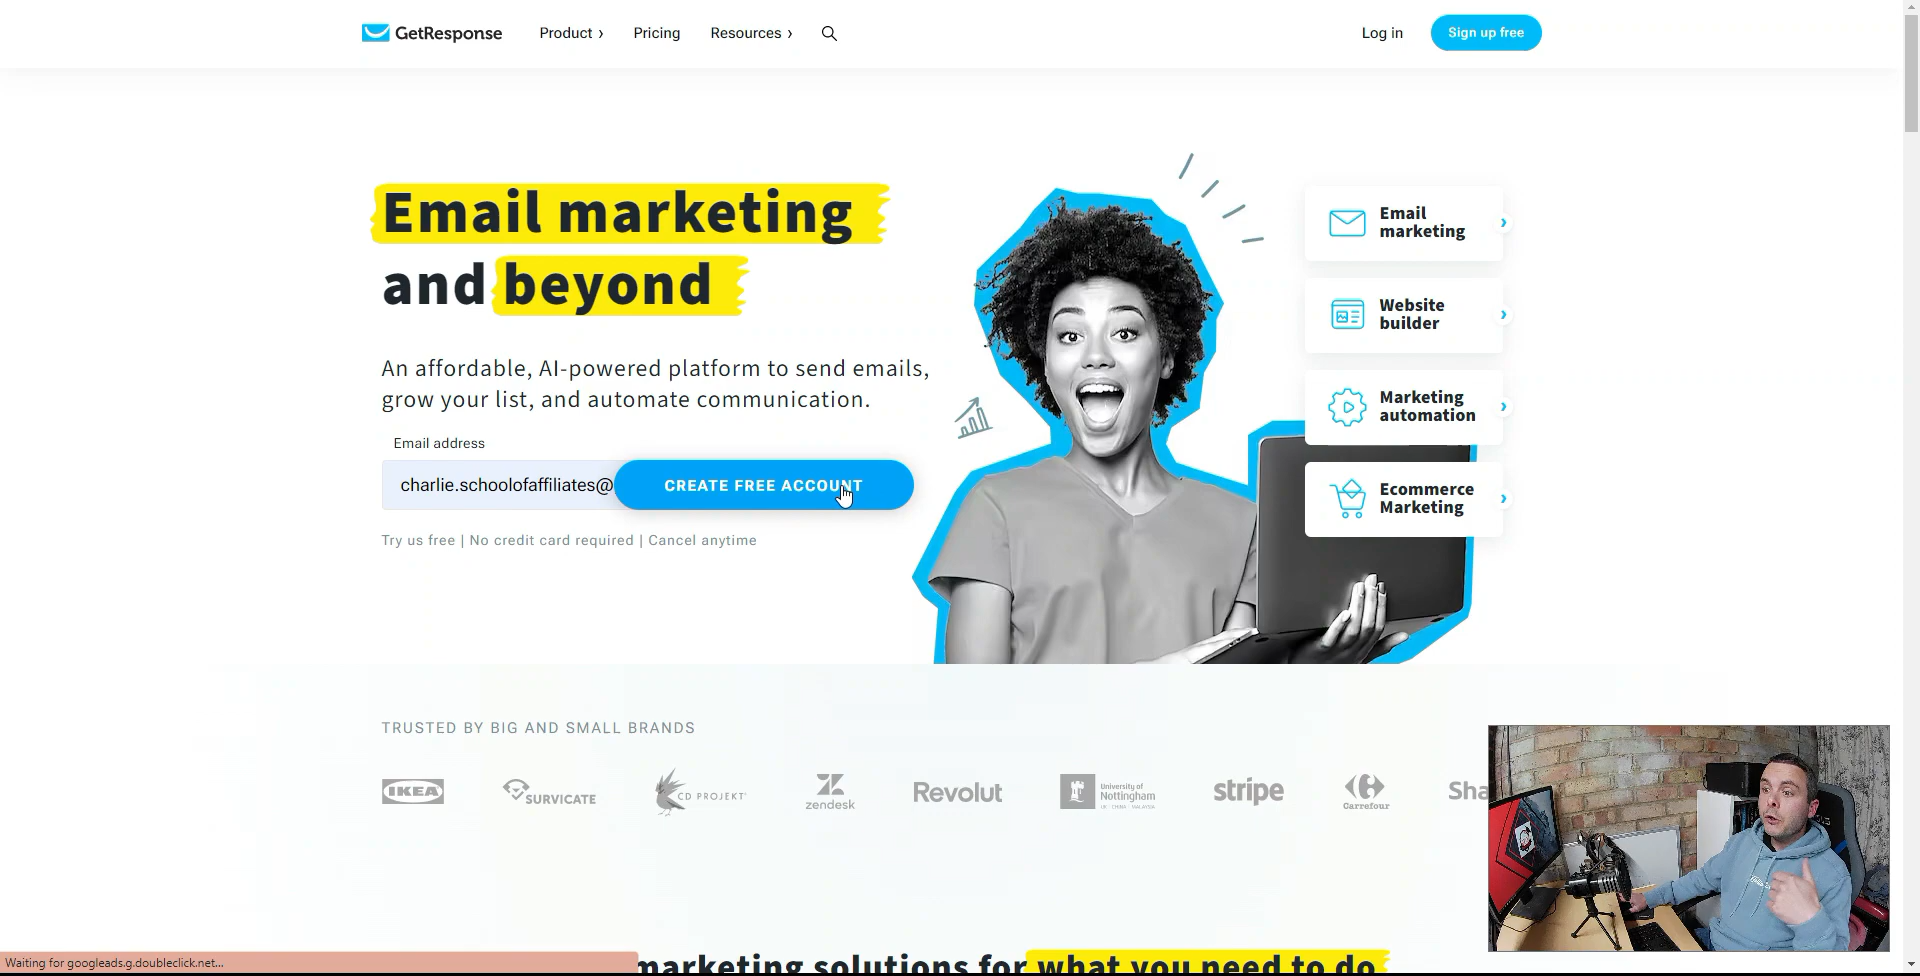 GetResponse Product › Pricing Resources › Log in Sign up free
Email marketing
and beyond
An affordable, AI-powered platform to send emails,
grow your list, and automate communication.
Email address
charlie.schoolofaffiliates@
CREATE FREE ACCOUNT
Try us free | No credit card required | Cancel anytime
Email
marketing
Website
builder
Marketing
automation
Ecommerce
Marketing
TRUSTED BY BIG AND SMALL BRANDS
IKEA SURVICATE CD PROJEKT zendesk Revolut University of Nottingham UK · CHINA · MALAYSIA stripe Carrefour Sha
marketing solutions for what you need to do
Waiting for googleads.g.doubleclick.net...